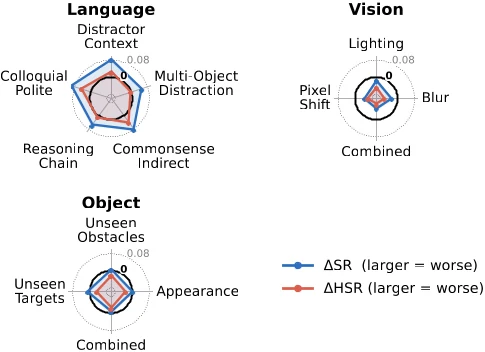 Language
Distractor
Context
0.08
0
Colloquial
Polite
Multi-Object
Distraction
Reasoning
Chain
Commonsense
Indirect
Vision
Lighting
0.08
0
Pixel
Shift
Blur
Combined
Object
Unseen
Obstacles
0.08
0
Unseen
Targets
Appearance
Combined
ΔSR (larger = worse)
ΔHSR (larger = worse)